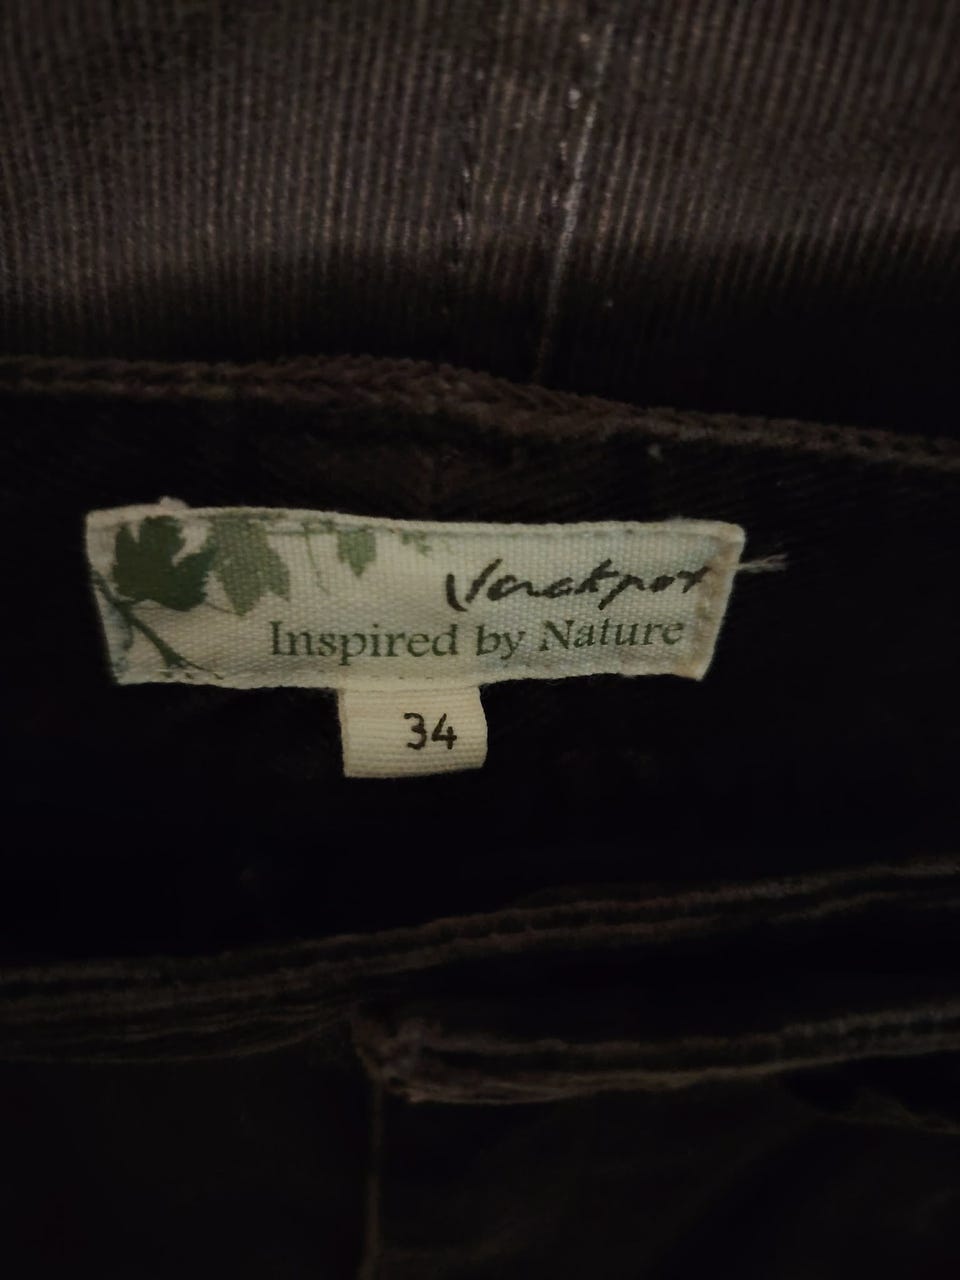 Jackpot
Inspired by Nature
34